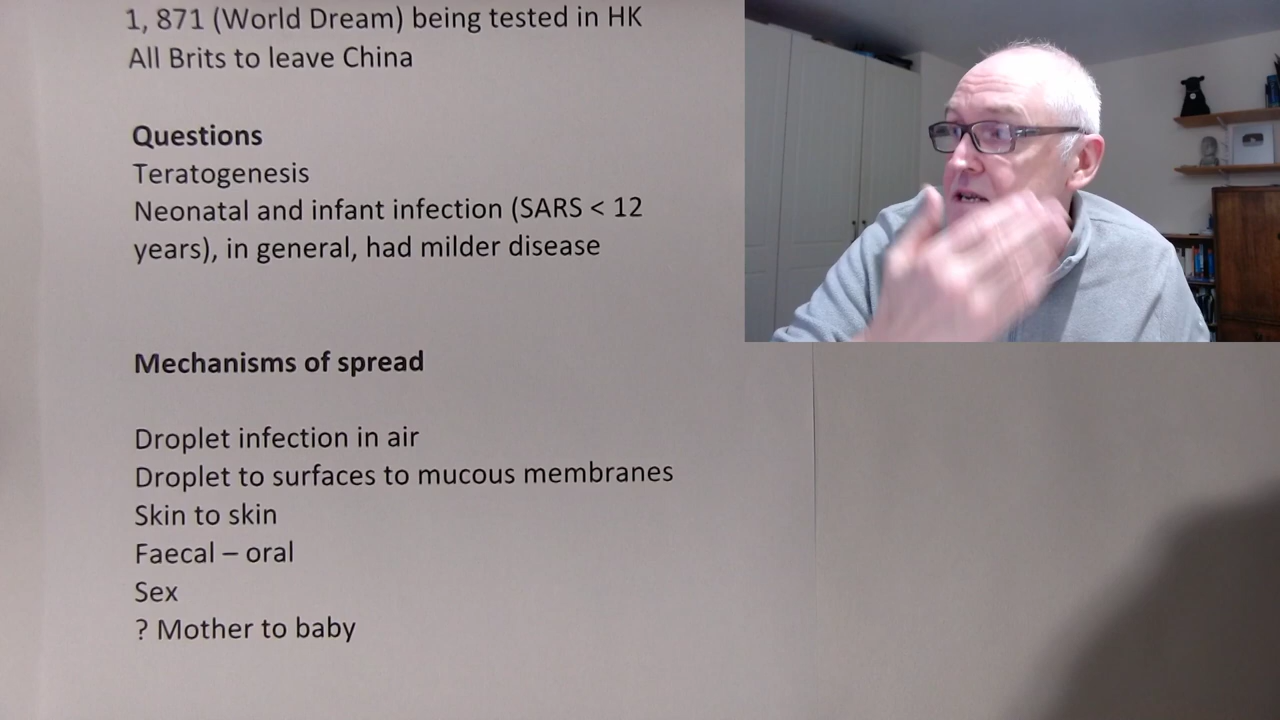 1, 871 (World Dream) being tested in HK
All Brits to leave China
Questions
Teratogenesis
Neonatal and infant infection (SARS < 12
years), in general, had milder disease
Mechanisms of spread
Droplet infection in air
Droplet to surfaces to mucous membranes
Skin to skin
Faecal – oral
Sex
? Mother to baby